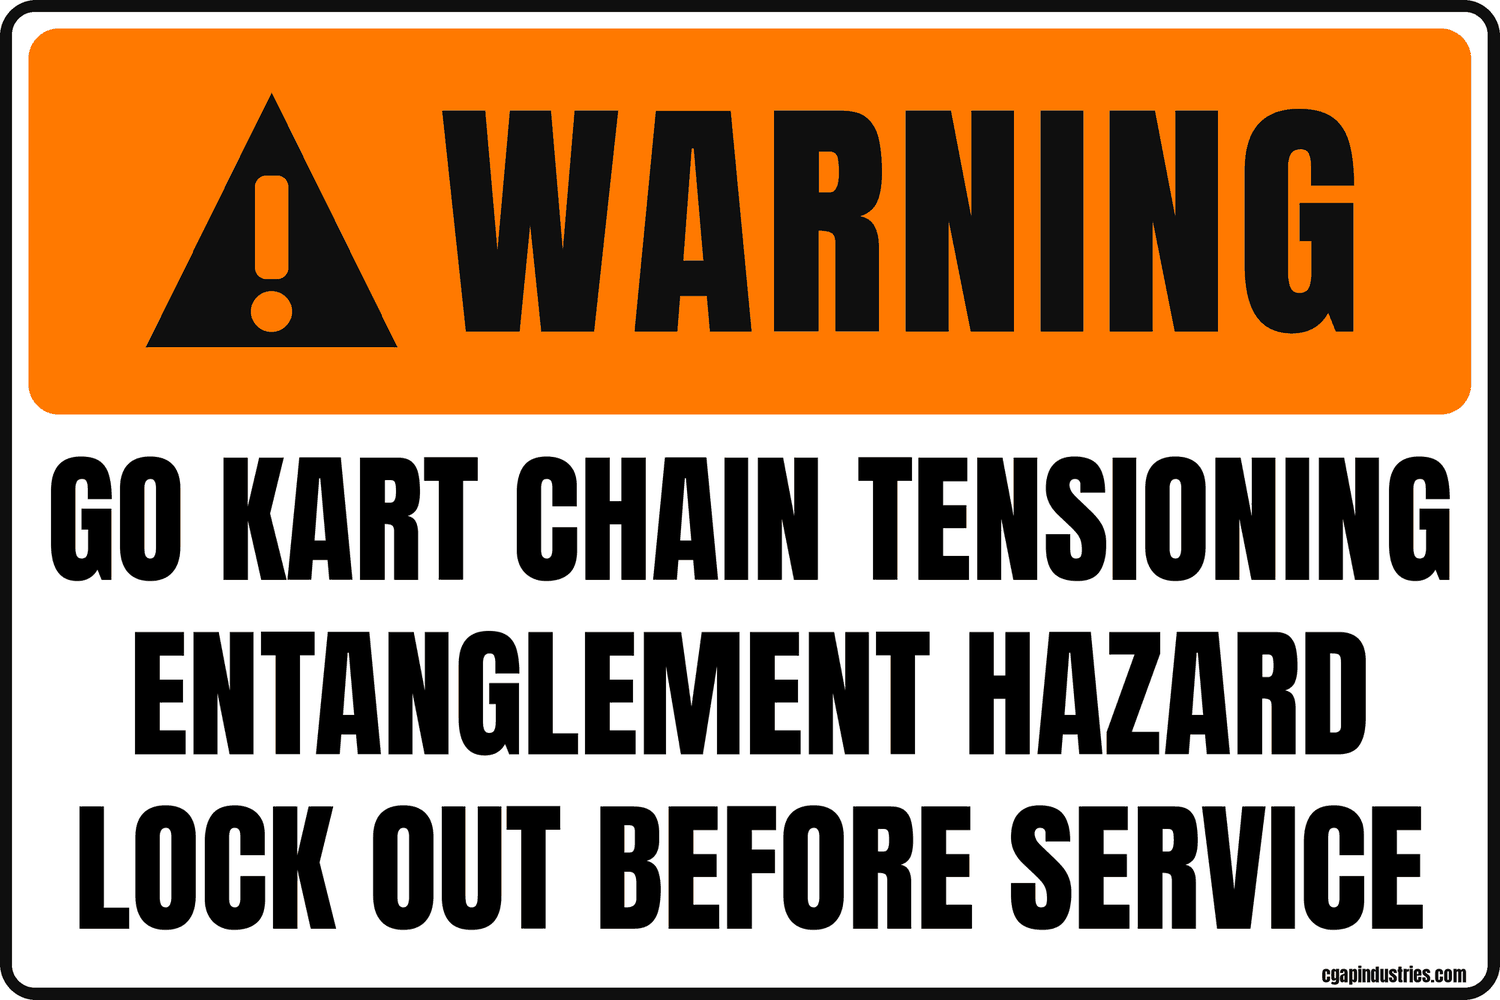 WARNING
GO KART CHAIN TENSIONING
ENTANGLEMENT HAZARD
LOCK OUT BEFORE SERVICE
cgapindustries.com